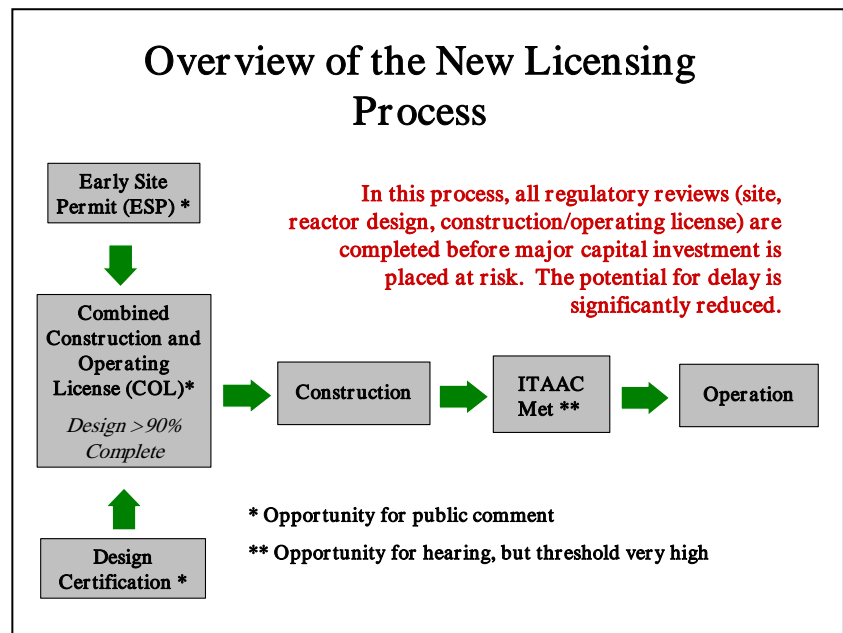 Overview of the New Licensing
Process
Early Site
Permit (ESP) *
In this process, all regulatory reviews (site,
reactor design, construction/operating license) are
completed before major capital investment is
placed at risk.  The potential for delay is
significantly reduced.
Combined
Construction and
Operating
License (COL)*
Design >90%
Complete
Construction
ITAAC
Met **
Operation
Design
Certification *
* Opportunity for public comment
** Opportunity for hearing, but threshold very high